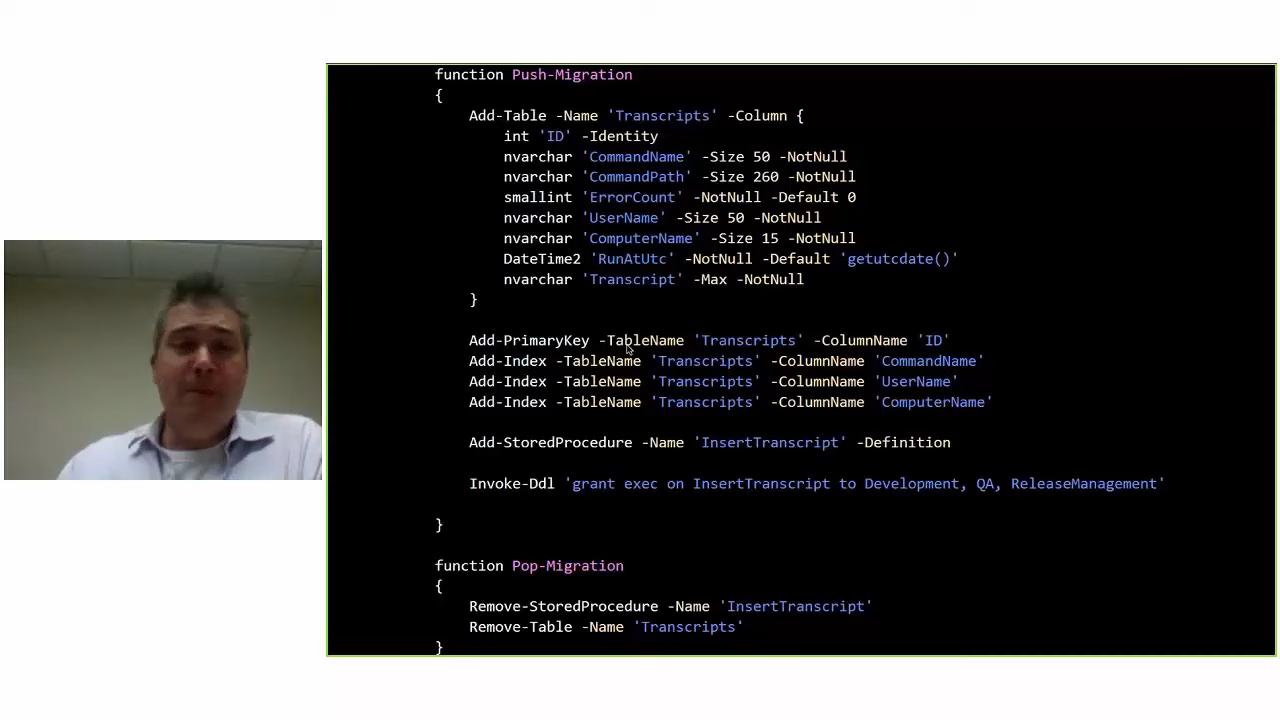 function Push-Migration
{
Add-Table -Name 'Transcripts' -Column {
int 'ID' -Identity
nvarchar 'CommandName' -Size 50 -NotNull
nvarchar 'CommandPath' -Size 260 -NotNull
smallint 'ErrorCount' -NotNull -Default 0
nvarchar 'UserName' -Size 50 -NotNull
nvarchar 'ComputerName' -Size 15 -NotNull
DateTime2 'RunAtUtc' -NotNull -Default 'getutcdate()'
nvarchar 'Transcript' -Max -NotNull
}
Add-PrimaryKey -TableName 'Transcripts' -ColumnName 'ID'
Add-Index -TableName 'Transcripts' -ColumnName 'CommandName'
Add-Index -TableName 'Transcripts' -ColumnName 'UserName'
Add-Index -TableName 'Transcripts' -ColumnName 'ComputerName'
Add-StoredProcedure -Name 'InsertTranscript' -Definition
Invoke-Ddl 'grant exec on InsertTranscript to Development, QA, ReleaseManagement'
}
function Pop-Migration
{
Remove-StoredProcedure -Name 'InsertTranscript'
Remove-Table -Name 'Transcripts'
}